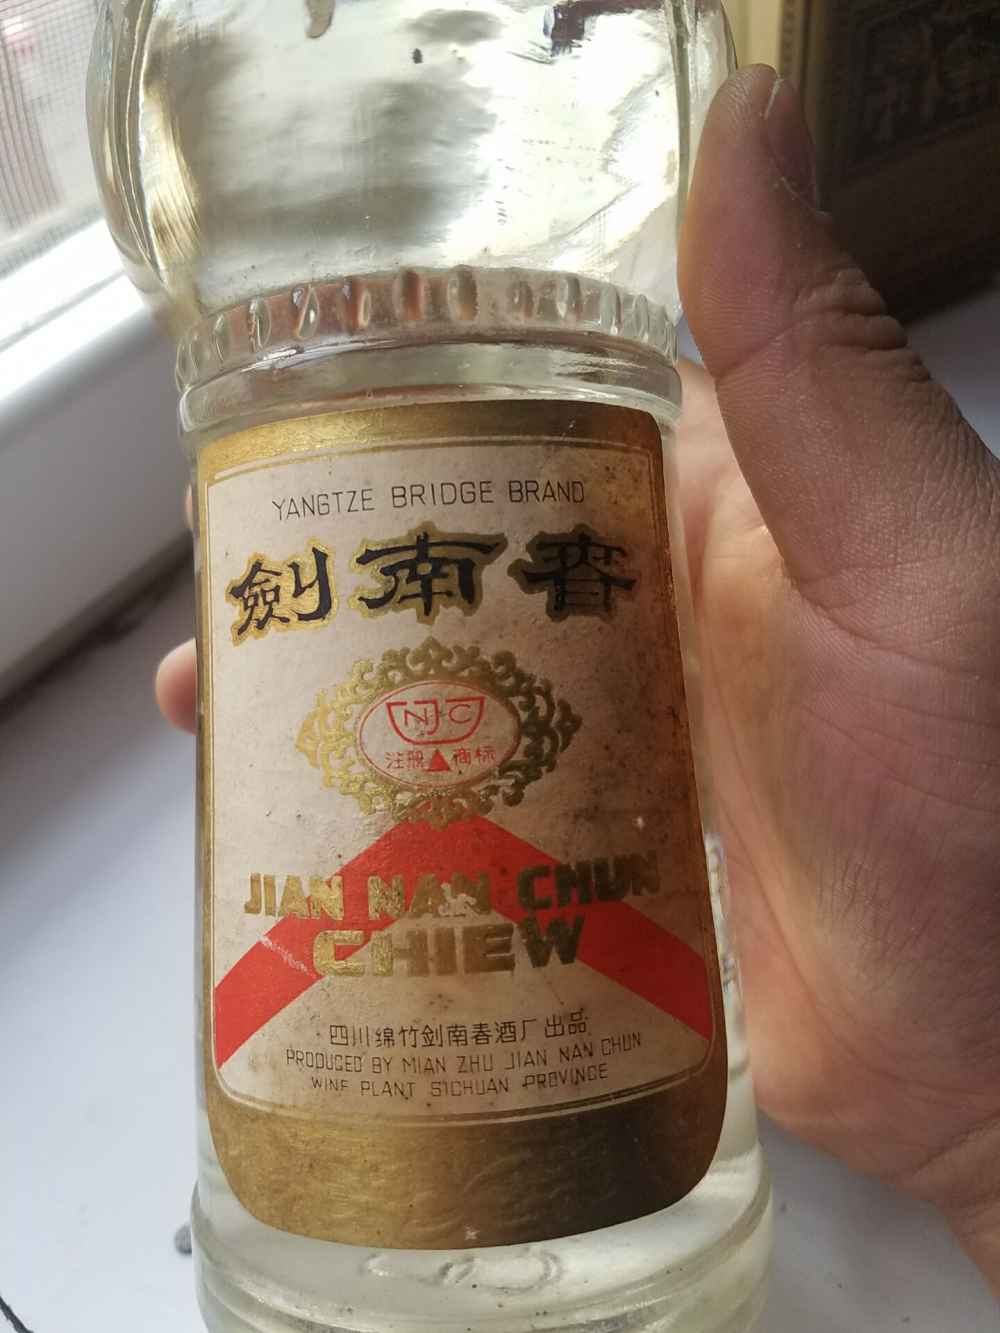 YANGTZE BRIDGE BRAND
劍南春
NJC
注册商标
JIAN NAN CHUN
CHIEW
四川绵竹剑南春酒厂出品
PRODUCED BY MIAN ZHU JIAN NAN CHUN
WINE PLANT SICHUAN PROVINCE